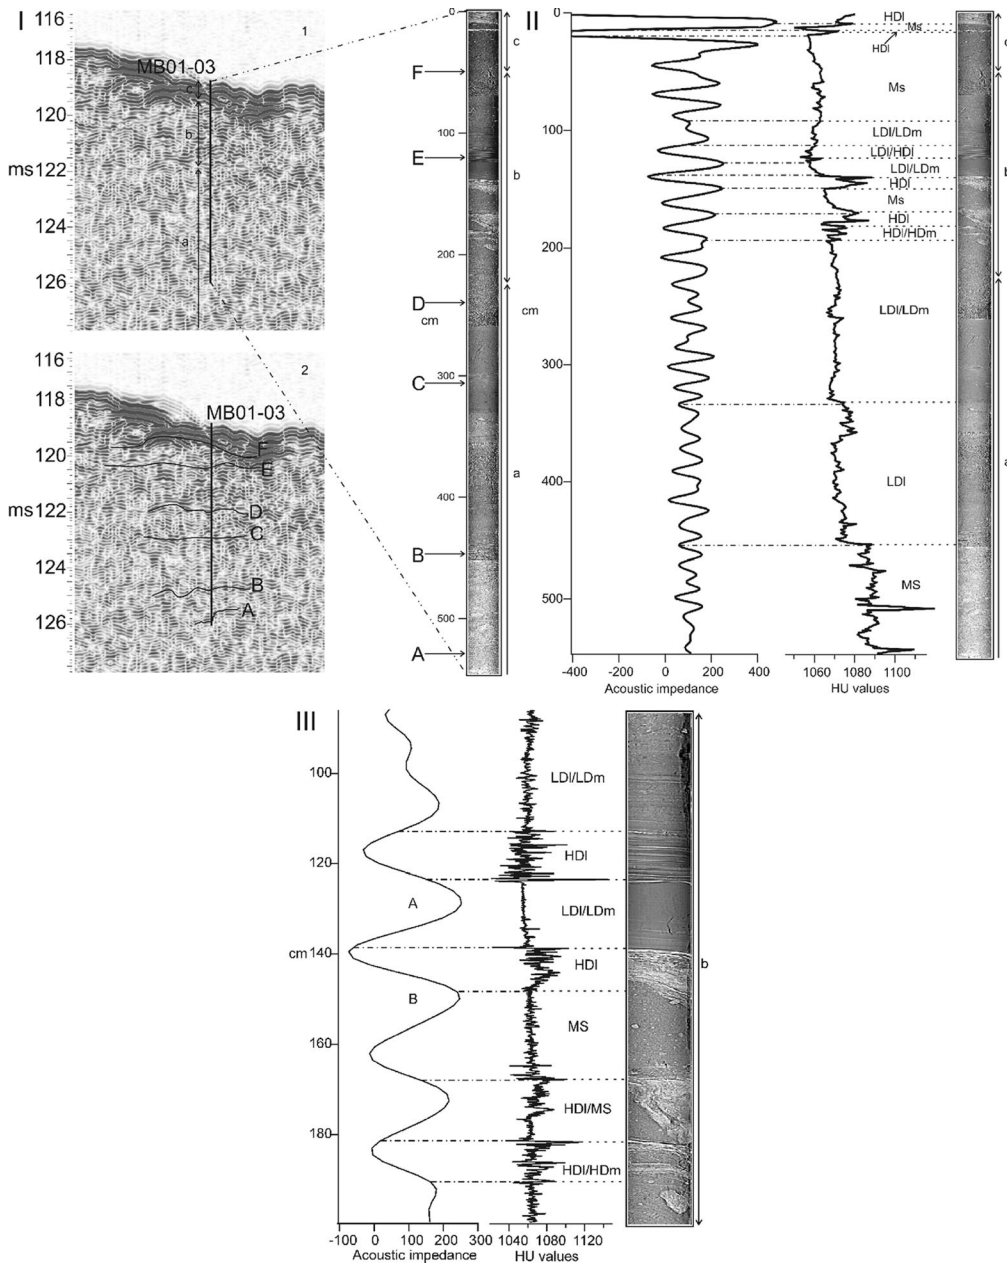 I
116
118
120
ms122
124
126
1
MB01-03
c
b
a
116
118
120
ms122
124
126
2
MB01-03
F
E
D
C
B
A
0
100
200
cm
300
400
500
F
E
D
cm
C
B
A
c
b
a
II
0
100
200
300
400
500
HDI
Ms
HDI
Ms
LDI/LDm
LDI/HDI
LDI/LDm
HDI
Ms
HDI
HDI/HDm
LDI/LDm
LDI
MS
-400 -200 0 200 400
Acoustic impedance
1060 1080 1100
HU values
c
b
a
III
100
120
cm 140
160
180
A
B
LDI/LDm
HDI
LDI/LDm
HDI
MS
HDI/MS
HDI/HDm
b
-100 0 100 200 300
Acoustic impedance
1040 1080 1120
HU values